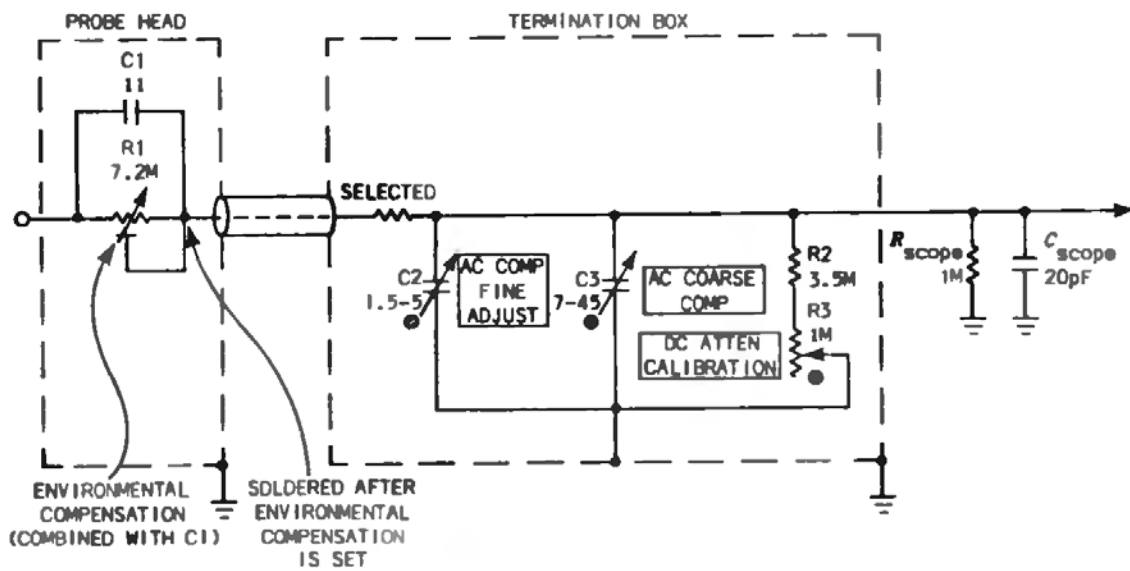 PROBE HEAD
TERMINATION BOX
C1
11
R1
7.2M
SELECTED
C2
1.5-5
AC COMP
FINE
ADJUST
C3
7-45
AC COARSE
COMP
R2
3.5M
R3
1M
DC ATTEN
CALIBRATION
Rscope
1M
Cscope
20pF
ENVIRONMENTAL
COMPENSATION
(COMBINED WITH C1)
SOLDERED AFTER
ENVIRONMENTAL
COMPENSATION
IS SET